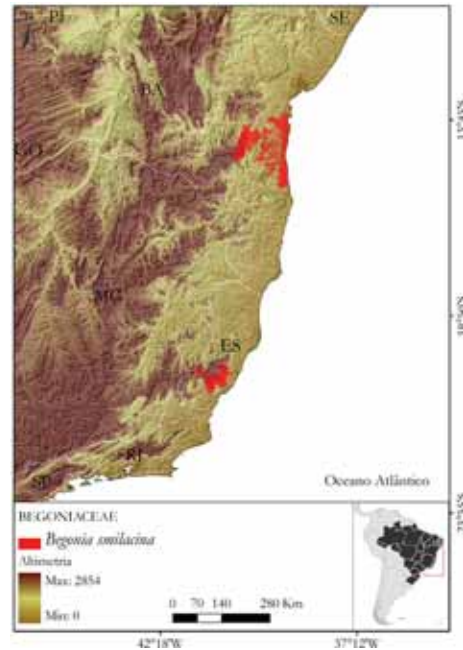 PI
SE
BA
GO
MG
ES
RJ
SP
Oceano Atlântico
BEGONIACEAE
Begonia smilacina
Altimetria
Max: 2854
Min: 0
0 70 140 280 Km
42°18'W 37°12'W